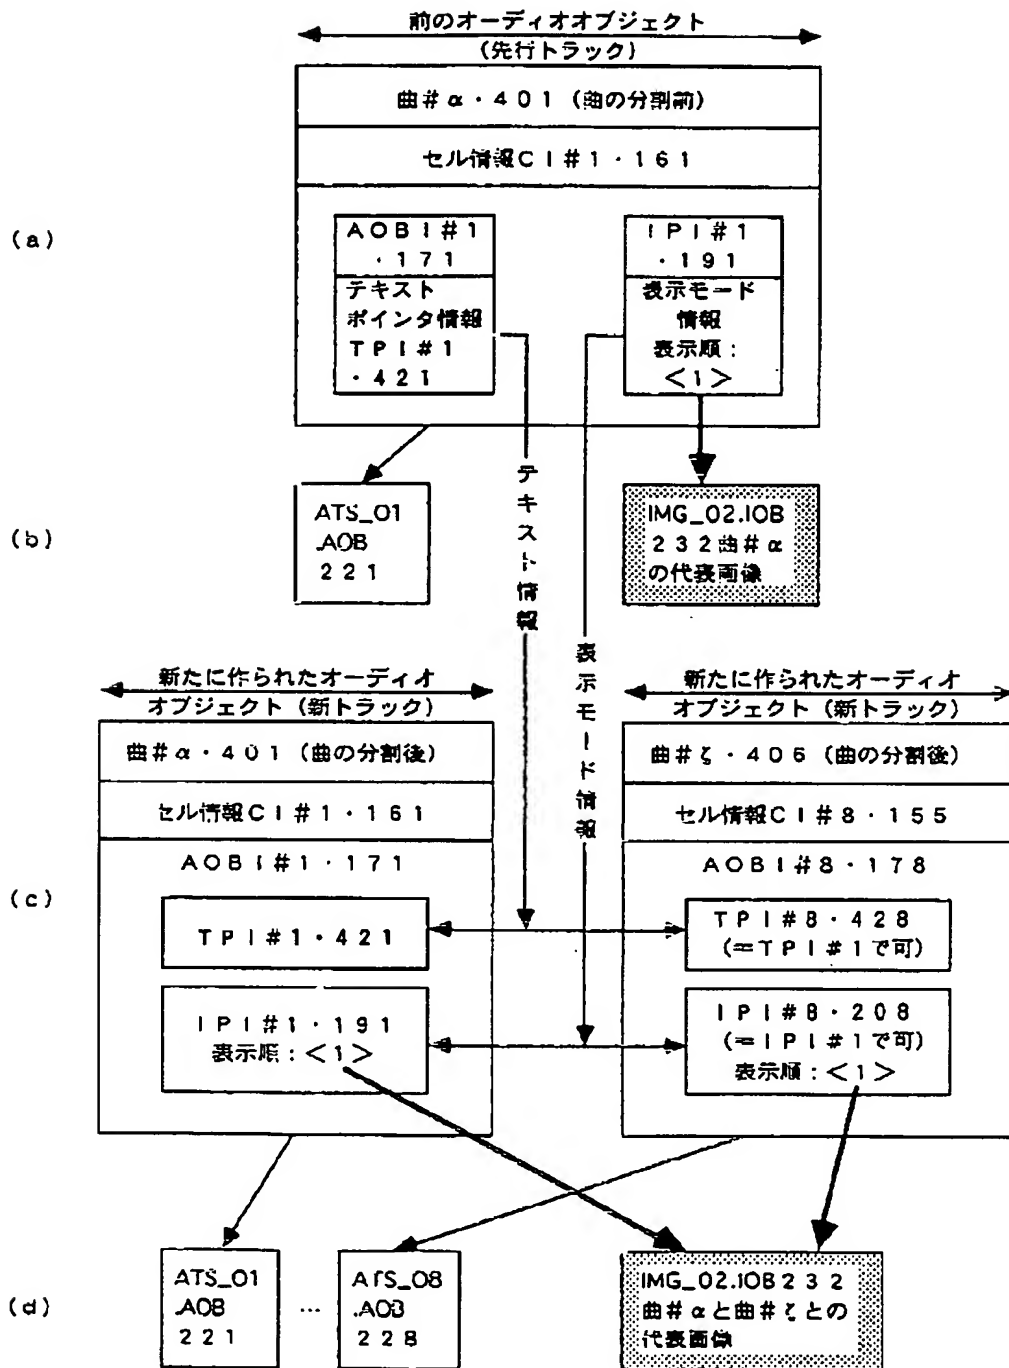 前のオーディオオブジェクト
(先行トラック)
曲#α・401(曲の分割前)
セル情報CI#1・161
(a)
AOBI#1
・171
テキスト
ポインタ情報
TPI#1
・421
IPI#1
・191
表示モード
情報
表示順:
<1>
テキスト情報
表示モード情報
(b)
ATS_01
.AOB
221
IMG_02.IOB
232曲#α
の代表画像
新たに作られたオーディオ
オブジェクト(新トラック)
曲#α・401(曲の分割後)
セル情報CI#1・161
AOBI#1・171
TPI#1・421
IPI#1・191
表示順:<1>
新たに作られたオーディオ
オブジェクト(新トラック)
曲#ζ・406(曲の分割後)
セル情報CI#8・155
AOBI#8・178
TPI#8・428
(=TPI#1で可)
IPI#8・208
(=IPI#1で可)
表示順:<1>
(c)
(d)
ATS_01
.AOB
221
…
ATS_08
.AOB
228
IMG_02.IOB232
曲#αと曲#ζとの
代表画像